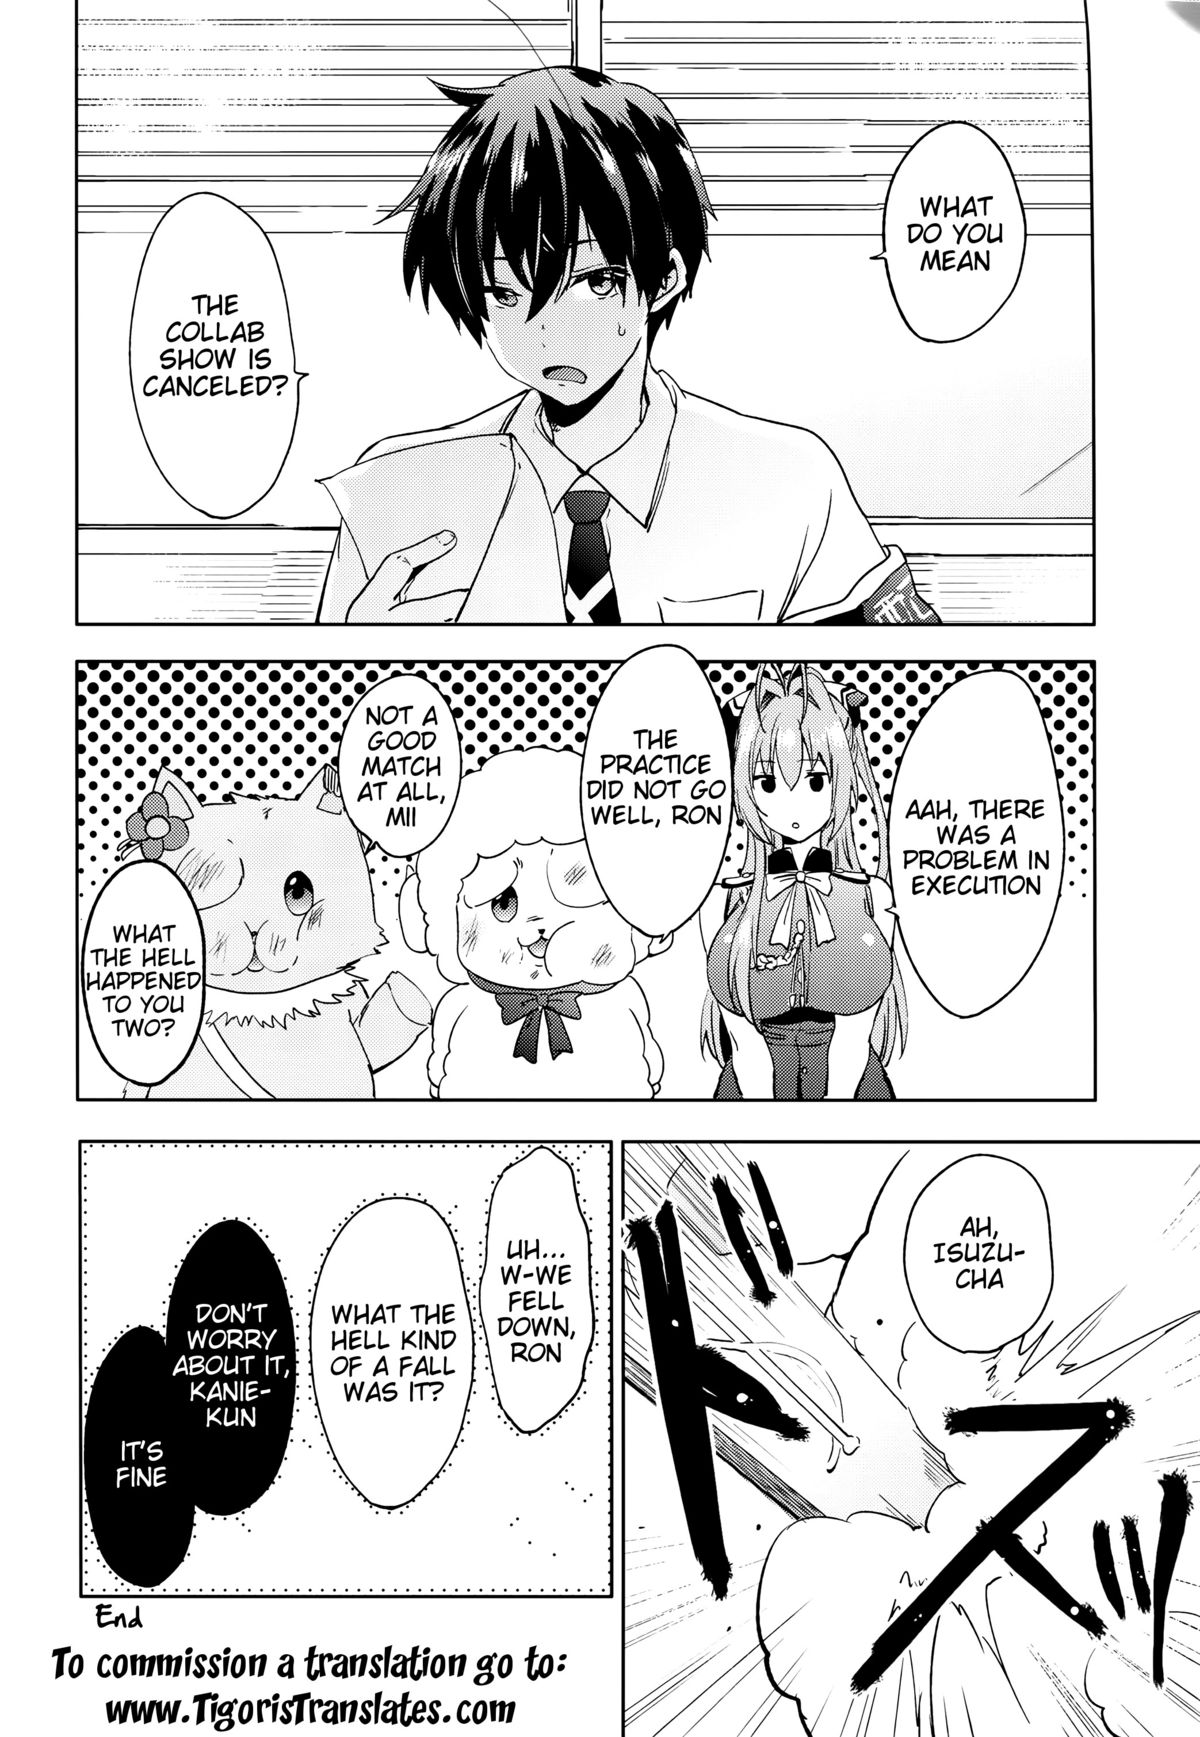 WHAT
DO YOU
MEAN
THE
COLLAB
SHOW IS
CANCELED?
AAH, THERE
WAS A
PROBLEM IN
EXECUTION
THE
PRACTICE
DID NOT GO
WELL, RON
NOT A
GOOD
MATCH
AT ALL,
MII
WHAT
THE HELL
HAPPENED
TO YOU
TWO?
AH,
ISUZU-
CHA
ドスッ
UH...
W-WE
FELL
DOWN,
RON
WHAT THE
HELL KIND
OF A FALL
WAS IT?
DON'T
WORRY
ABOUT IT,
KANIE-
KUN
IT'S
FINE
End
To commission a translation go to:
www.TigorisTranslates.com